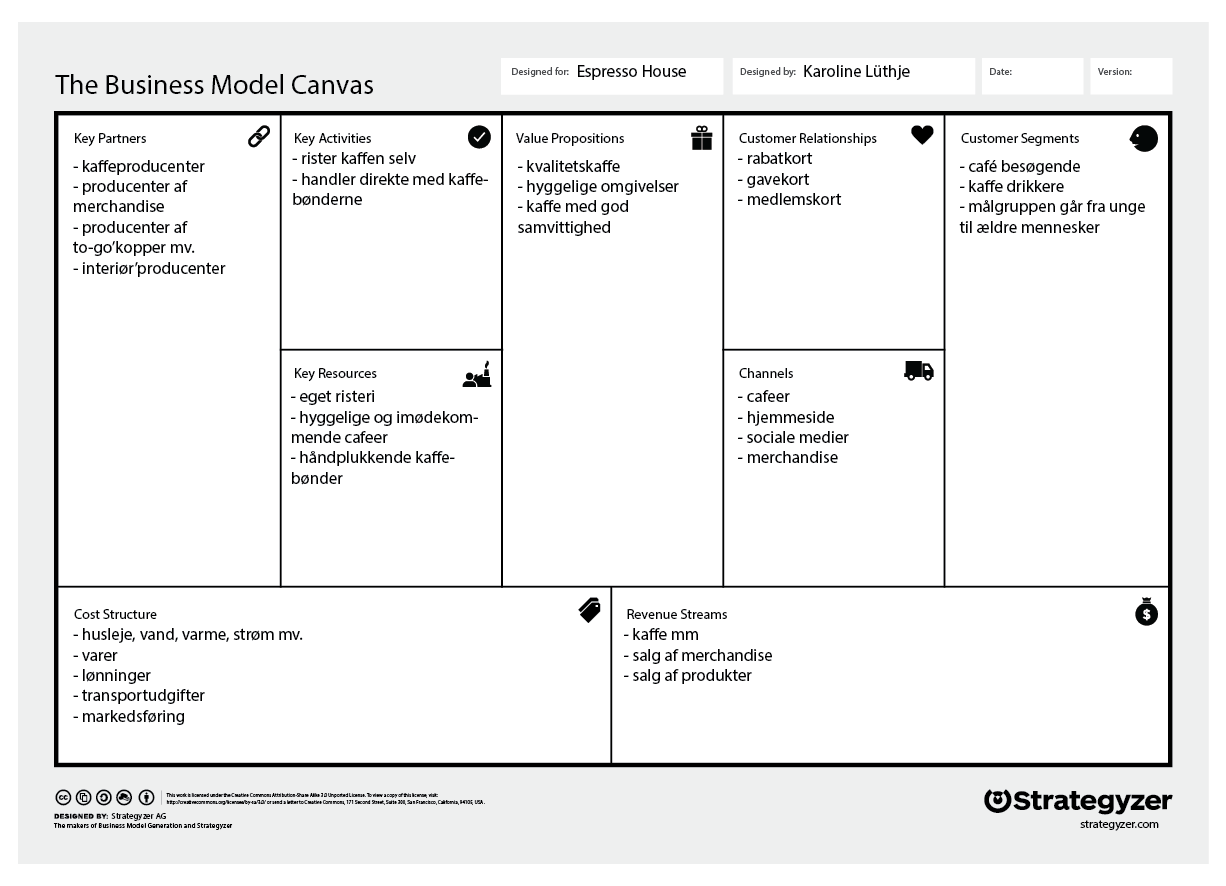 The Business Model Canvas
Designed for: Espresso House
Designed by: Karoline Lüthje
Date:
Version:
Key Partners
- kaffeproducenter
- producenter af
merchandise
- producenter af
to-go'kopper mv.
- interiør'producenter
Key Activities
- rister kaffen selv
- handler direkte med kaffe-
bønderne
Key Resources
- eget risteri
- hyggelige og imødekom-
mende cafeer
- håndplukkende kaffe-
bønder
Value Propositions
- kvalitetskaffe
- hyggelige omgivelser
- kaffe med god
samvittighed
Customer Relationships
- rabatkort
- gavekort
- medlemskort
Channels
- cafeer
- hjemmeside
- sociale medier
- merchandise
Customer Segments
- café besøgende
- kaffe drikkere
- målgruppen går fra unge
til ældre mennesker
Cost Structure
- husleje, vand, varme, strøm mv.
- varer
- lønninger
- transportudgifter
- markedsføring
Revenue Streams
- kaffe mm
- salg af merchandise
- salg af produkter
This work is licensed under the Creative Commons Attribution-Share Alike 3.0 Unported License. To view a copy of this license, visit:
http://creativecommons.org/licenses/by-sa/3.0/ or send a letter to Creative Commons, 171 Second Street, Suite 300, San Francisco, California, 94105, USA.
DESIGNED BY: Strategyzer AG
The makers of Business Model Generation and Strategyzer
Strategyzer
strategyzer.com